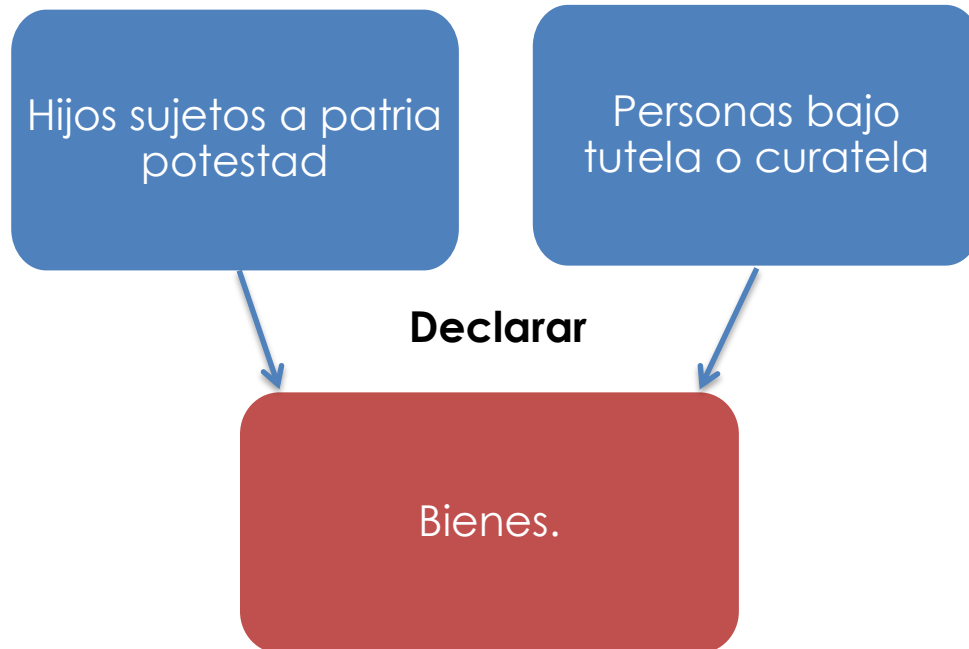 Hijos sujetos a patria
potestad
Personas bajo
tutela o curatela
Declarar
Bienes.